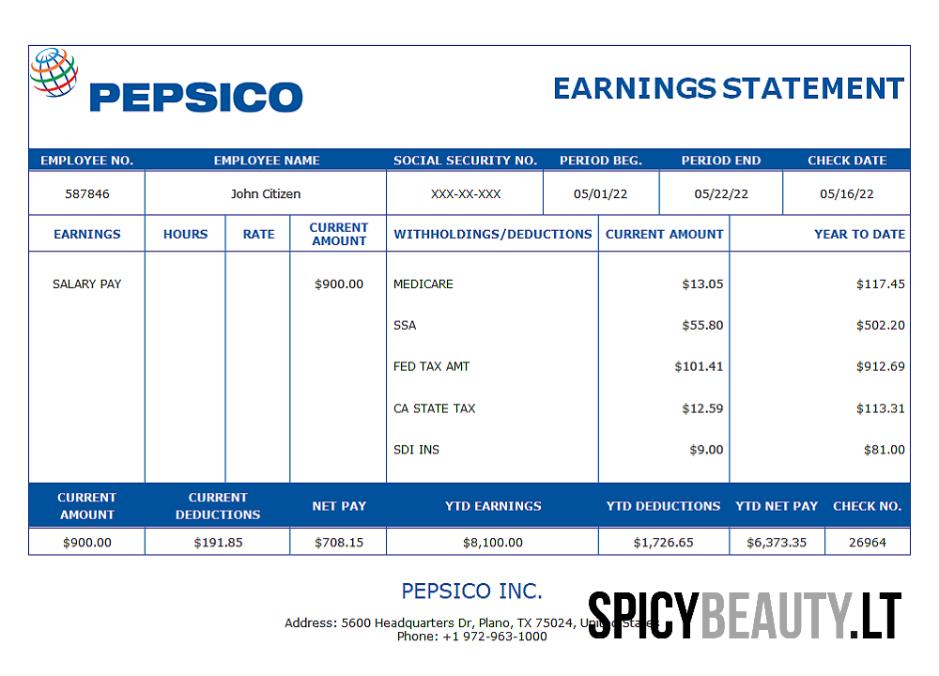 PEPSICO
EARNINGS STATEMENT
EMPLOYEE NO. EMPLOYEE NAME SOCIAL SECURITY NO. PERIOD BEG. PERIOD END CHECK DATE
587846 John Citizen XXX-XX-XXX 05/01/22 05/22/22 05/16/22
EARNINGS HOURS RATE CURRENT AMOUNT WITHHOLDINGS/DEDUCTIONS CURRENT AMOUNT YEAR TO DATE
SALARY PAY $900.00 MEDICARE $13.05 $117.45
SSA $55.80 $502.20
FED TAX AMT $101.41 $912.69
CA STATE TAX $12.59 $113.31
SDI INS $9.00 $81.00
CURRENT AMOUNT CURRENT DEDUCTIONS NET PAY YTD EARNINGS YTD DEDUCTIONS YTD NET PAY CHECK NO.
$900.00 $191.85 $708.15 $8,100.00 $1,726.65 $6,373.35 26964
PEPSICO INC.
Address: 5600 Headquarters Dr, Plano, TX 75024, United States
Phone: +1 972-963-1000
SPICYBEAUTY.LT